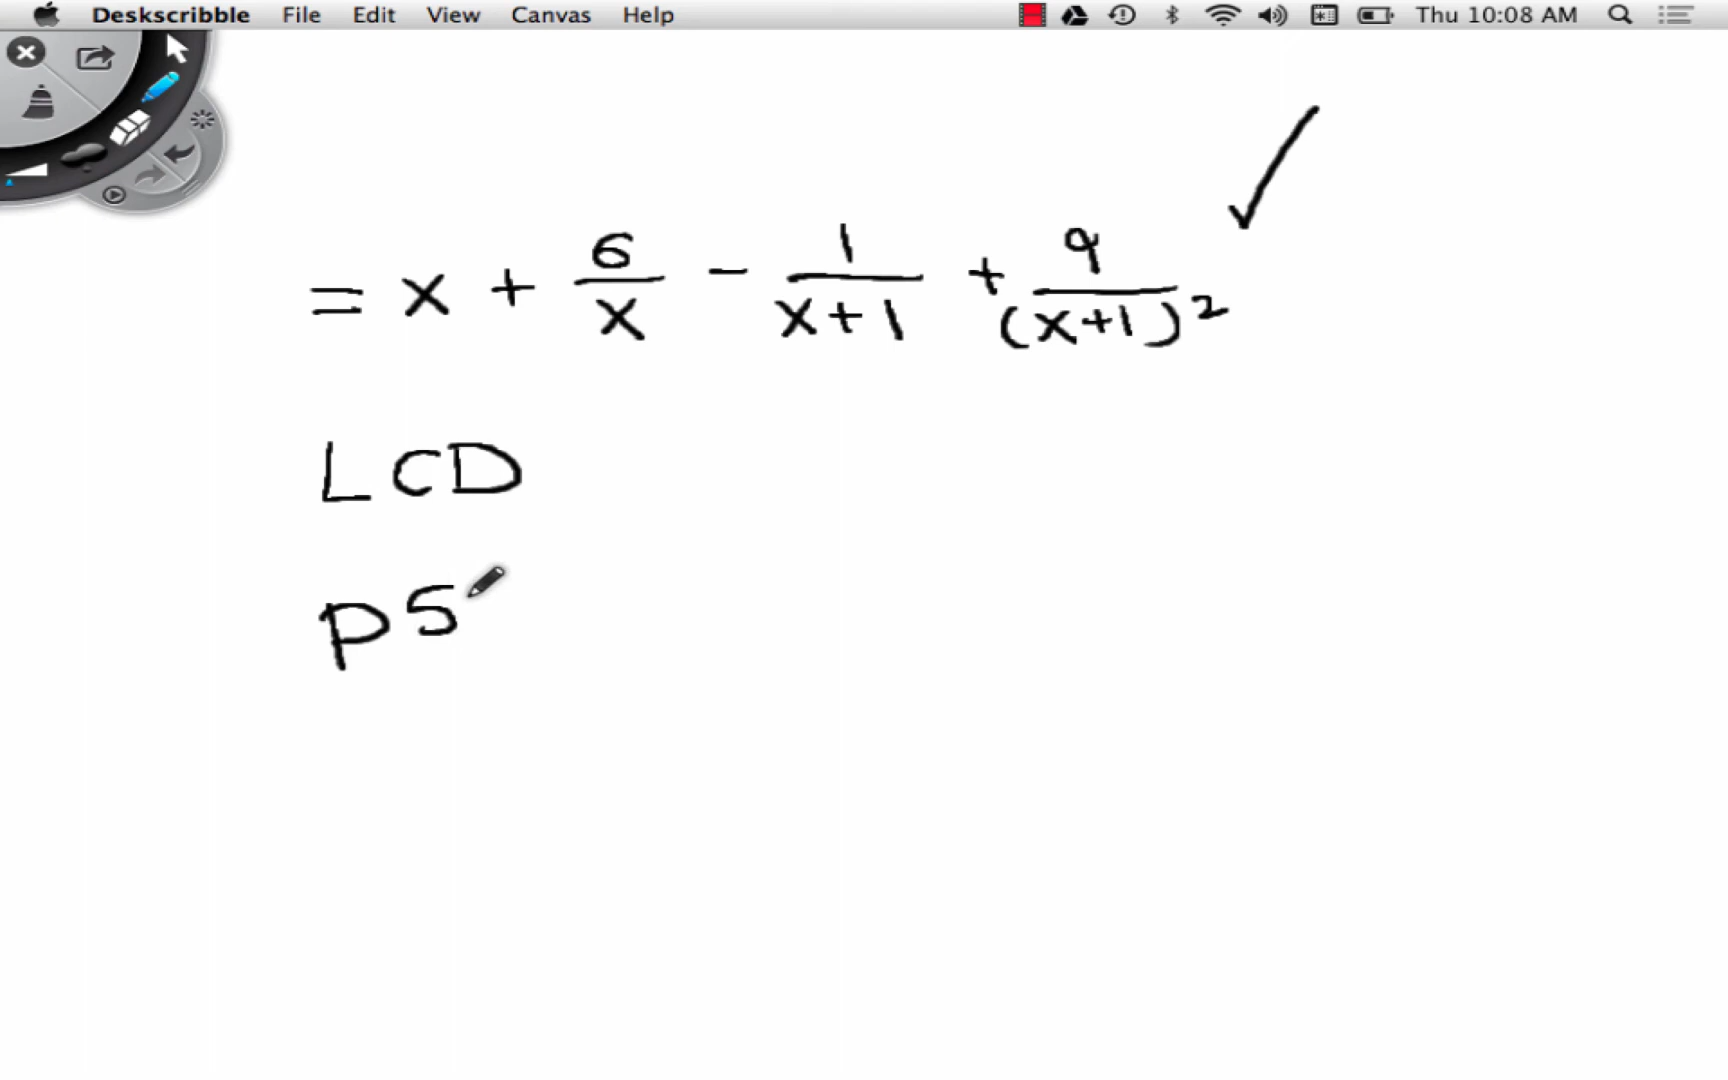 Deskscribble File Edit View Canvas Help Thu 10:08 AM
= x + 6/x - 1/(x+1) + 9/(x+1)²
LCD
PS